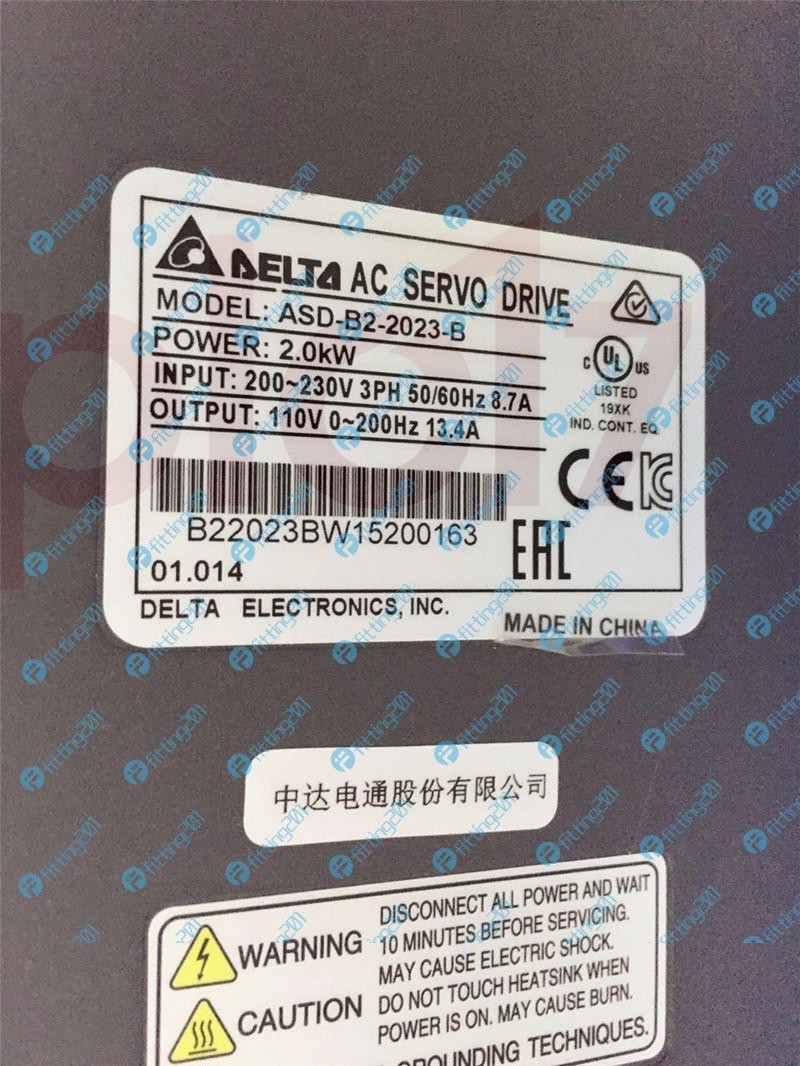 DELTA AC SERVO DRIVE
MODEL: ASD-B2-2023-B
POWER: 2.0kW
INPUT: 200~230V 3PH 50/60Hz 8.7A
OUTPUT: 110V 0~200Hz 13.4A
C UL US
LISTED
19XK
IND. CONT. EQ.
CE
B22023BW15200163
EAC
01.014
DELTA ELECTRONICS, INC.
MADE IN CHINA
中达电通股份有限公司
WARNING
DISCONNECT ALL POWER AND WAIT
10 MINUTES BEFORE SERVICING.
MAY CAUSE ELECTRIC SHOCK.
CAUTION
DO NOT TOUCH HEATSINK WHEN
POWER IS ON. MAY CAUSE BURN.
GROUNDING TECHNIQUES.
fitting201
plc17